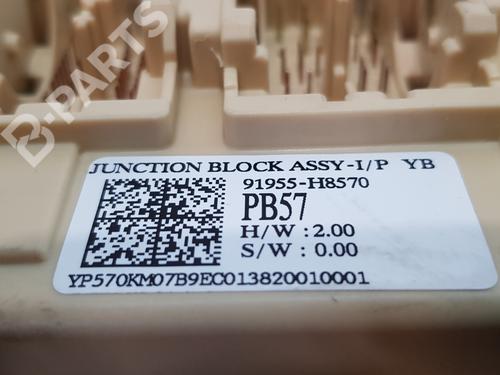 B-PARTS
JUNCTION BLOCK ASSY-I/P YB
91955-H8570
PB57
H/W : 2.00
S/W : 0.00
YP570KM07B9EC013820010001